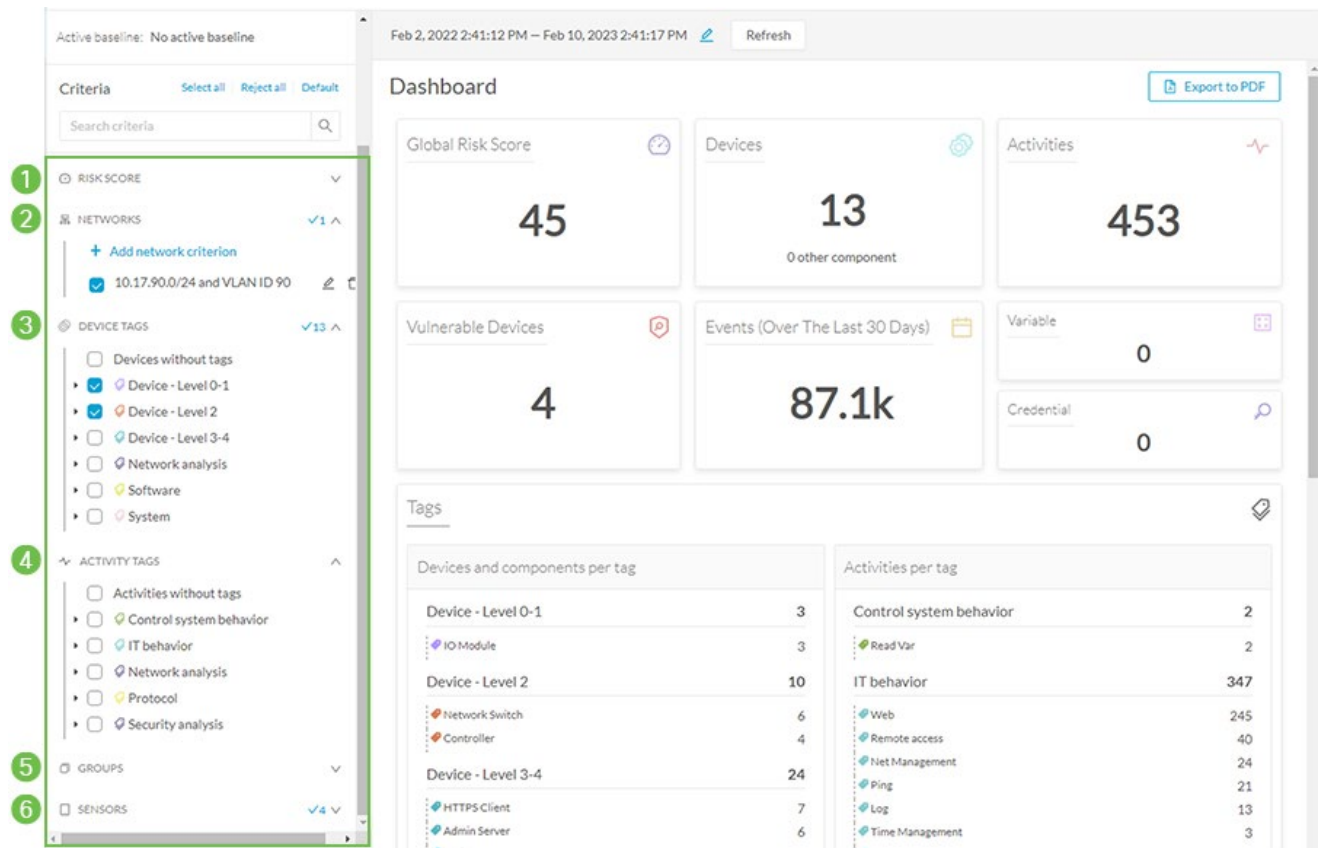 Active baseline: No active baseline
Criteria Select all Reject all Default
Search criteria
1 RISK SCORE
2 NETWORKS 1
+ Add network criterion
10.17.90.0/24 and VLAN ID 90
3 DEVICE TAGS 13
Devices without tags
Device - Level 0-1
Device - Level 2
Device - Level 3-4
Network analysis
Software
System
4 ACTIVITY TAGS
Activities without tags
Control system behavior
IT behavior
Network analysis
Protocol
Security analysis
5 GROUPS
6 SENSORS 4
Feb 2, 2022 2:41:12 PM — Feb 10, 2023 2:41:17 PM Refresh
Dashboard Export to PDF
Global Risk Score
45
Devices
13
0 other component
Activities
453
Vulnerable Devices
4
Events (Over The Last 30 Days)
87.1k
Variable
0
Credential
0
Tags
Devices and components per tag
Device - Level 0-1 3
IO Module 3
Device - Level 2 10
Network Switch 6
Controller 4
Device - Level 3-4 24
HTTPS Client 7
Admin Server 6
Activities per tag
Control system behavior 2
Read Var 2
IT behavior 347
Web 245
Remote access 40
Net Management 24
Ping 21
Log 13
Time Management 3